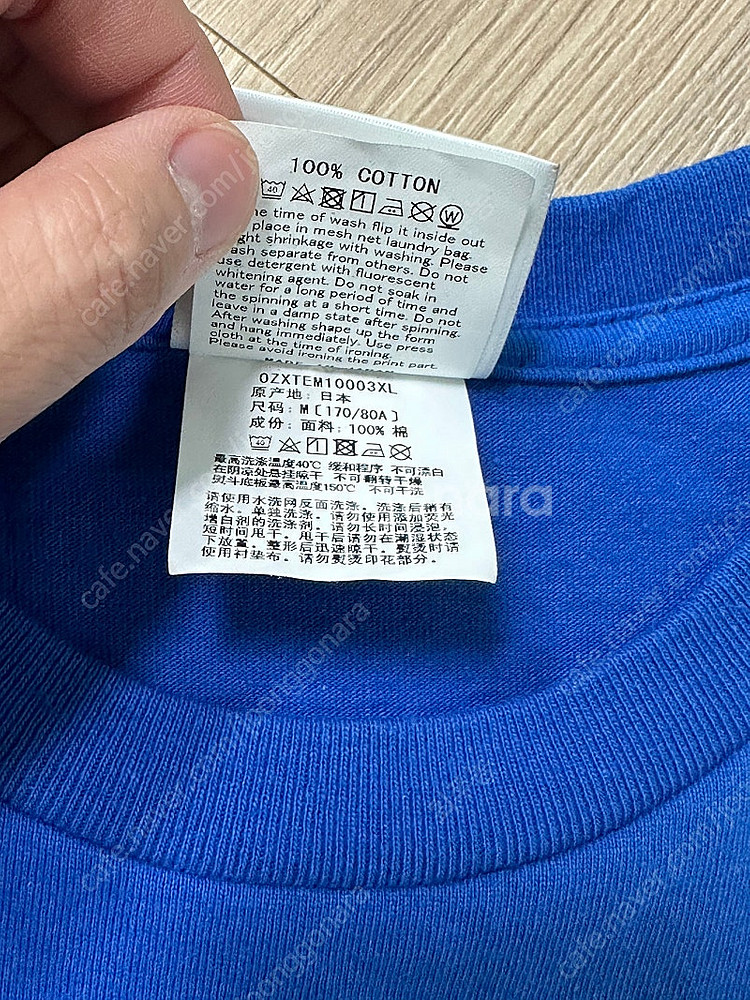 100% COTTON
40 W
the time of wash flip it inside out
place in mesh net laundry bag.
shrinkage with washing. Please
separate from others. Do not
use detergent with fluorescent
whitening agent. Do not soak in
water for a long period of time and
the spinning at a short time. Do not
leave in a damp state after spinning.
After washing shape up the form
and hang immediately. Use press
cloth at the time of ironing.
Please avoid ironing the print part.
OZXTEM10003XL
原产地: 日本
尺码: M[170/80A]
成份: 面料: 100% 棉
40
最高洗涤温度40℃ 缓和程序 不可漂白
在阴凉处悬挂晾干 不可翻转干燥
熨斗底板最高温度150℃ 不可干洗
请使用水洗网反面洗涤。洗涤后稍有
缩水。单独洗涤。请勿使用添加荧光
增白剂的洗涤剂。请勿长时间浸泡。
短时间甩干。甩干后请勿在潮湿状态
下放置。整形后迅速晾干。熨烫时请
使用衬垫布。请勿熨烫印花部分。
cafe.naver.com/joonggonara